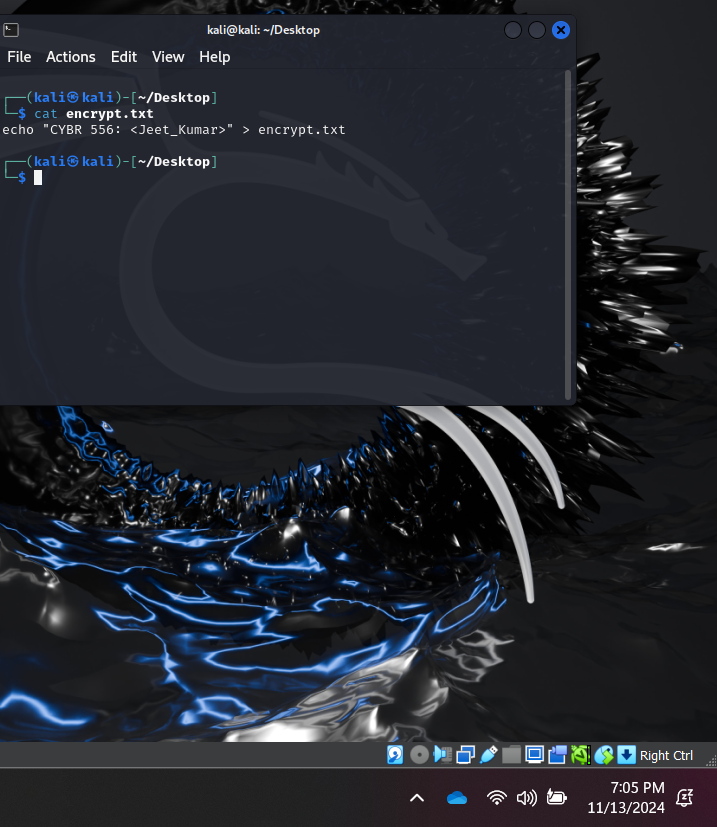 kali@kali: ~/Desktop
File Actions Edit View Help
┌──(kali㉿kali)-[~/Desktop]
└─$ cat encrypt.txt
echo "CYBR 556: <Jeet_Kumar>" > encrypt.txt
┌──(kali㉿kali)-[~/Desktop]
└─$
Right Ctrl
7:05 PM
11/13/2024